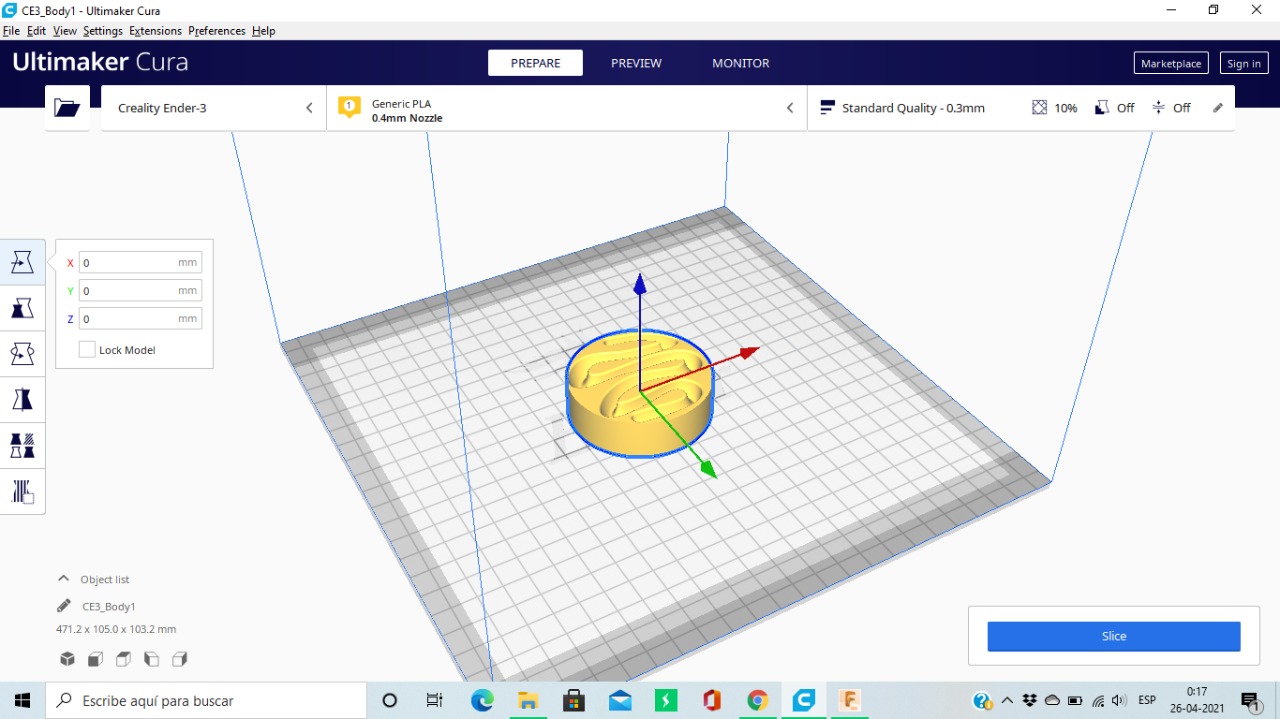 CE3_Body1 - Ultimaker Cura
File Edit View Settings Extensions Preferences Help
Ultimaker Cura
PREPARE
PREVIEW
MONITOR
Marketplace
Sign in
Creality Ender-3
1
Generic PLA
0.4mm Nozzle
Standard Quality - 0.3mm
10%
Off
Off
X 0 mm
Y 0 mm
Z 0 mm
Lock Model
Object list
CE3_Body1
471.2 x 105.0 x 103.2 mm
Slice
Escribe aquí para buscar
ESP
0:17
26-04-2021
1